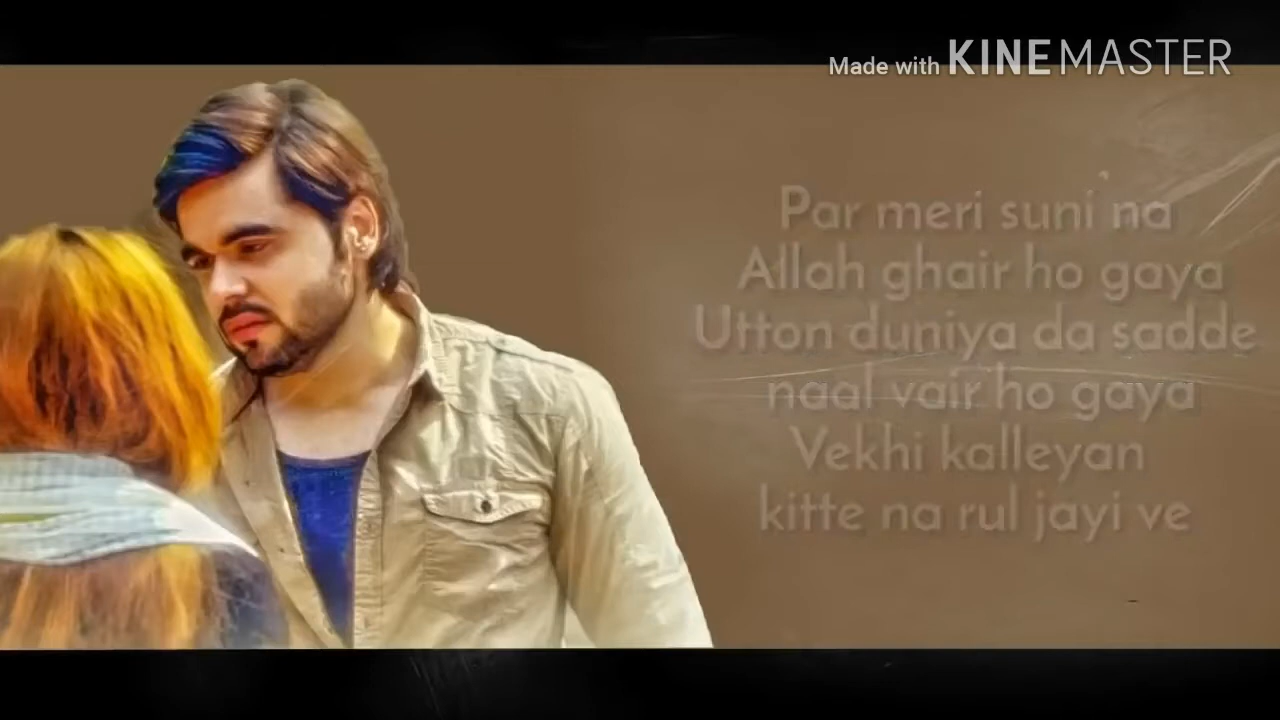 Made with KINEMASTER
Par meri suni na
Allah ghair ho gaya
Utton duniya da sadde
naal vair ho gaya
Vekhi kalleyan
kitte na rul jayi ve